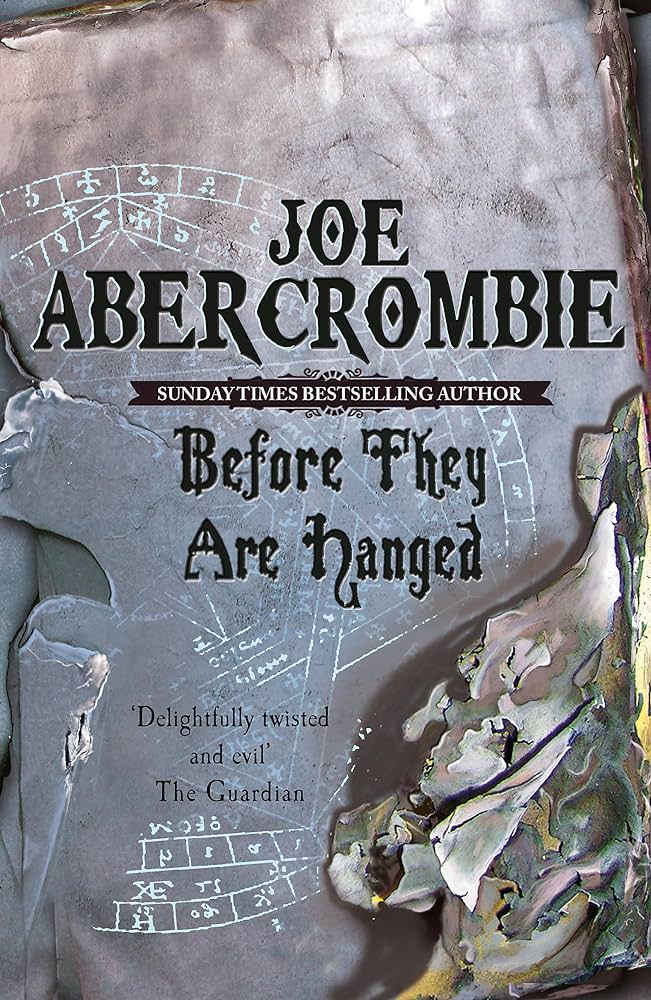 JOE
ABERCROMBIE
SUNDAY TIMES BESTSELLING AUTHOR
Before They
Are Hanged
‘Delightfully twisted
and evil’
The Guardian